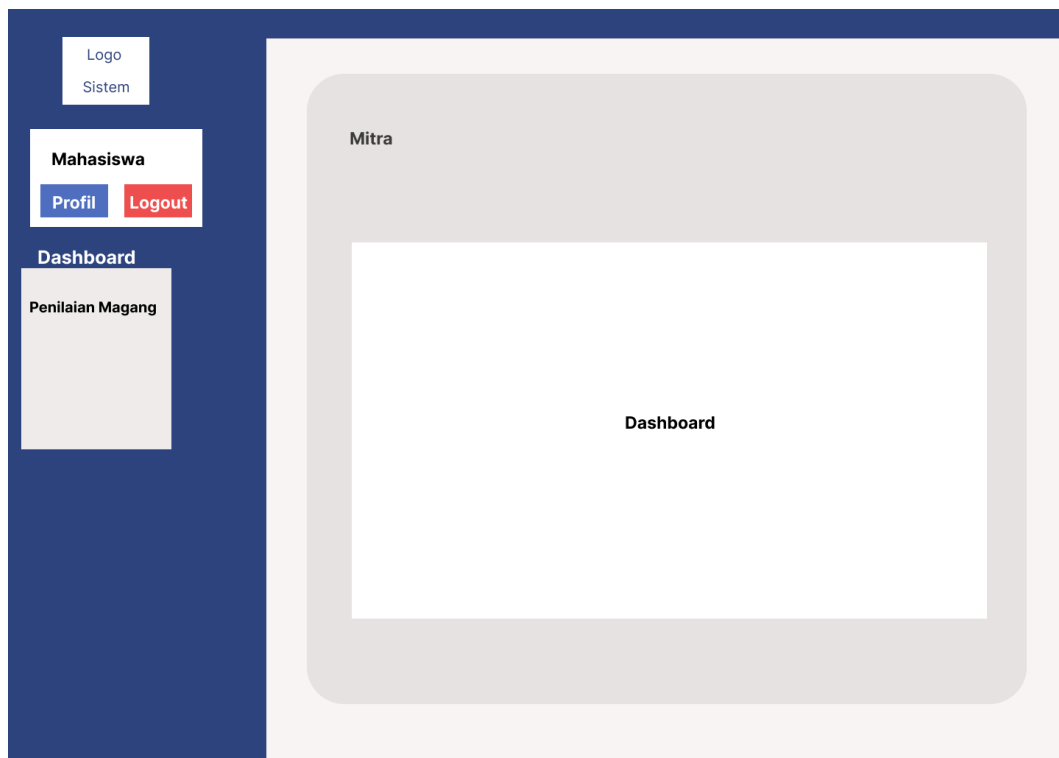 Logo
Sistem
Mahasiswa
Profil
Logout
Dashboard
Penilaian Magang
Mitra
Dashboard